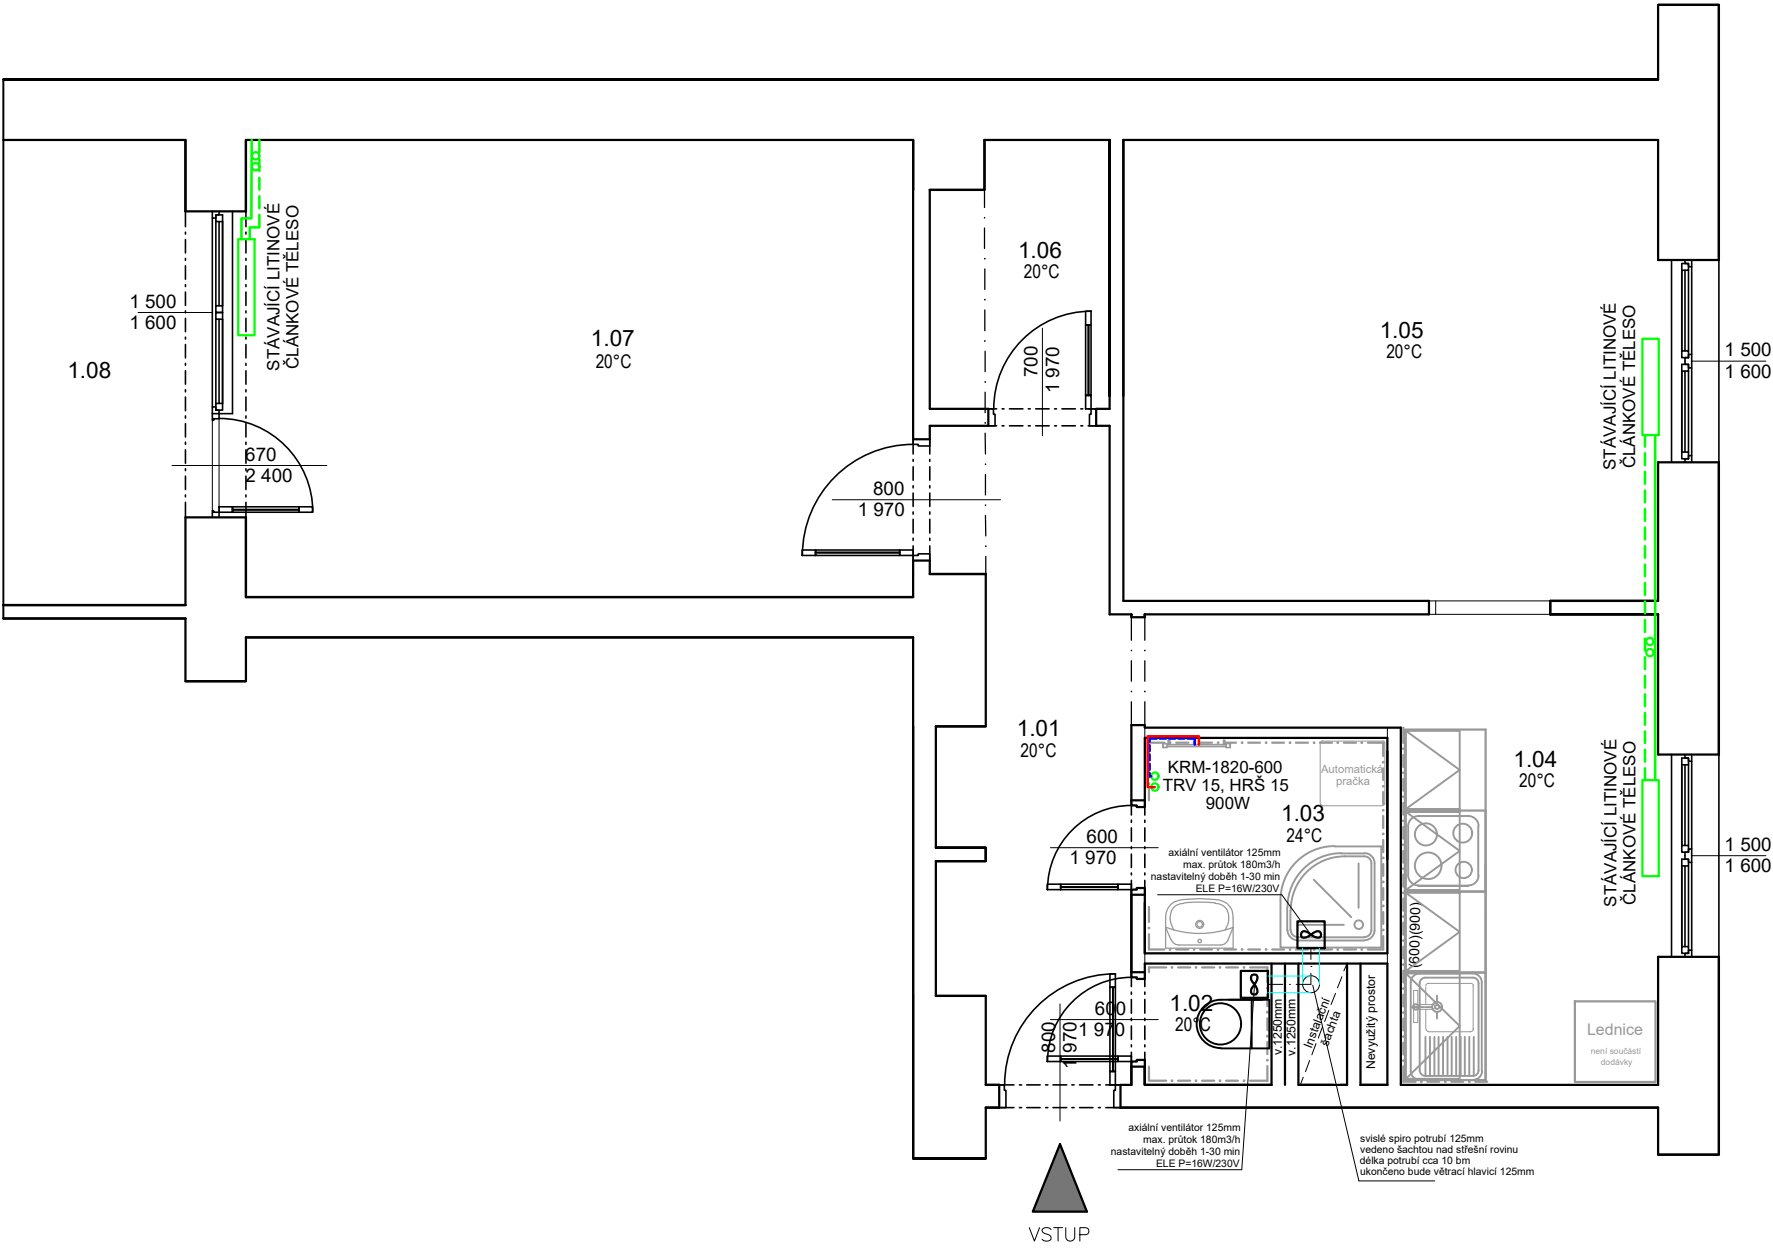 1.08
1 500
1 600
STÁVAJÍCÍ LITINOVÉ
ČLÁNKOVÉ TĚLESO
670
2 400
1.07
20°C
800
1 970
1.06
20°C
700
1 970
1.05
20°C
STÁVAJÍCÍ LITINOVÉ
ČLÁNKOVÉ TĚLESO
1 500
1 600
1.01
20°C
KRM-1820-600
TRV 15, HRŠ 15
900W
Automatická
pračka
1.03
24°C
600
1 970
axiální ventilátor 125mm
max. průtok 180m3/h
nastavitelný doběh 1-30 min
ELE P=16W/230V
1.04
20°C
STÁVAJÍCÍ LITINOVÉ
ČLÁNKOVÉ TĚLESO
1 500
1 600
(600)(900)
1.02
20°C
600
1 970
800
1 970
v.1250mm
v.1250mm
Instalační
šachta
Nevyužitý prostor
Lednice
není součástí
dodávky
axiální ventilátor 125mm
max. průtok 180m3/h
nastavitelný doběh 1-30 min
ELE P=16W/230V
svislé spiro potrubí 125mm
vedeno šachtou nad střešní rovinu
délka potrubí cca 10 bm
ukončeno bude větrací hlavicí 125mm
VSTUP